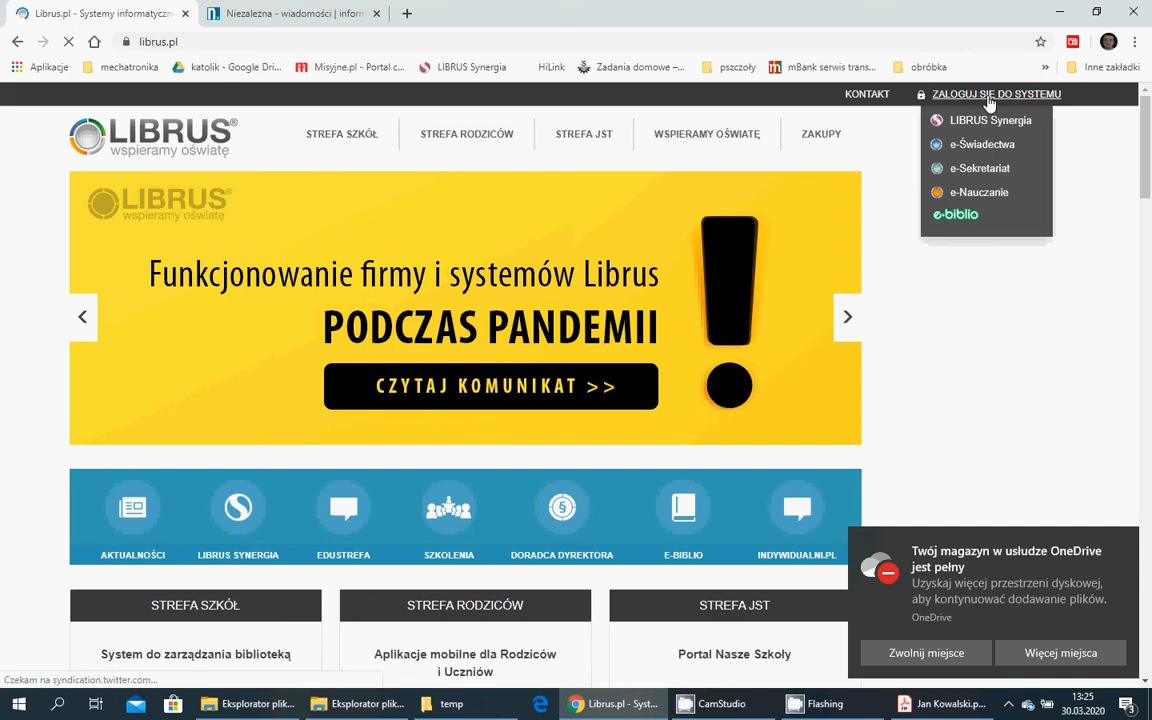 Librus.pl - Systemy informatyczn
Niezależna - wiadomości | inform
librus.pl
Aplikacje
mechatronika
katolik - Google Dri...
Misyjne.pl - Portal c...
LIBRUS Synergia
HiLink
Zadania domowe –...
pszczoły
mBank serwis trans...
obróbka
»
Inne zakładki
KONTAKT
ZALOGUJ SIĘ DO SYSTEMU
LIBRUS Synergia
e-Świadectwa
e-Sekretariat
e-Nauczanie
e-biblio
LIBRUS
wspieramy oświatę
STREFA SZKÓŁ
STREFA RODZICÓW
STREFA JST
WSPIERAMY OŚWIATĘ
ZAKUPY
LIBRUS
wspieramy oświatę
Funkcjonowanie firmy i systemów Librus
PODCZAS PANDEMII
!
CZYTAJ KOMUNIKAT >>
AKTUALNOŚCI
LIBRUS SYNERGIA
EDUSTREFA
SZKOLENIA
DORADCA DYREKTORA
E-BIBLIO
INDYWIDUALNI.PL
STREFA SZKÓŁ
STREFA RODZICÓW
STREFA JST
System do zarządzania biblioteką
Aplikacje mobilne dla Rodziców
i Uczniów
Portal Nasze Szkoły
Twój magazyn w usłudze OneDrive
jest pełny
Uzyskaj więcej przestrzeni dyskowej,
aby kontynuować dodawanie plików.
OneDrive
Zwolnij miejsce
Więcej miejsca
Czekam na syndication.twitter.com...
Eksplorator plik...
Eksplorator plik...
temp
Librus.pl - Syst...
CamStudio
Flashing
Jan Kowalski.p...
13:25
30.03.2020
3